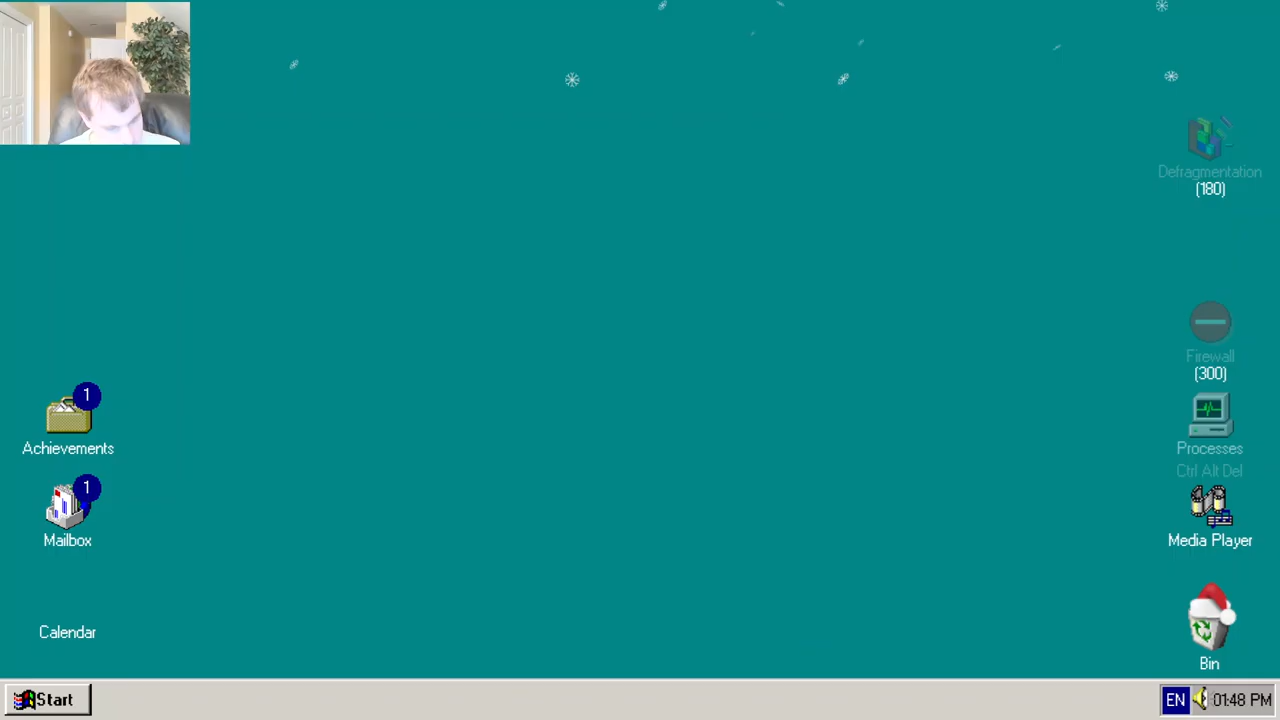 Defragmentation
(180)
Firewall
(300)
1
Achievements
Processes
Ctrl Alt Del
1
Mailbox
Media Player
Calendar
Bin
Start
EN
01:48 PM